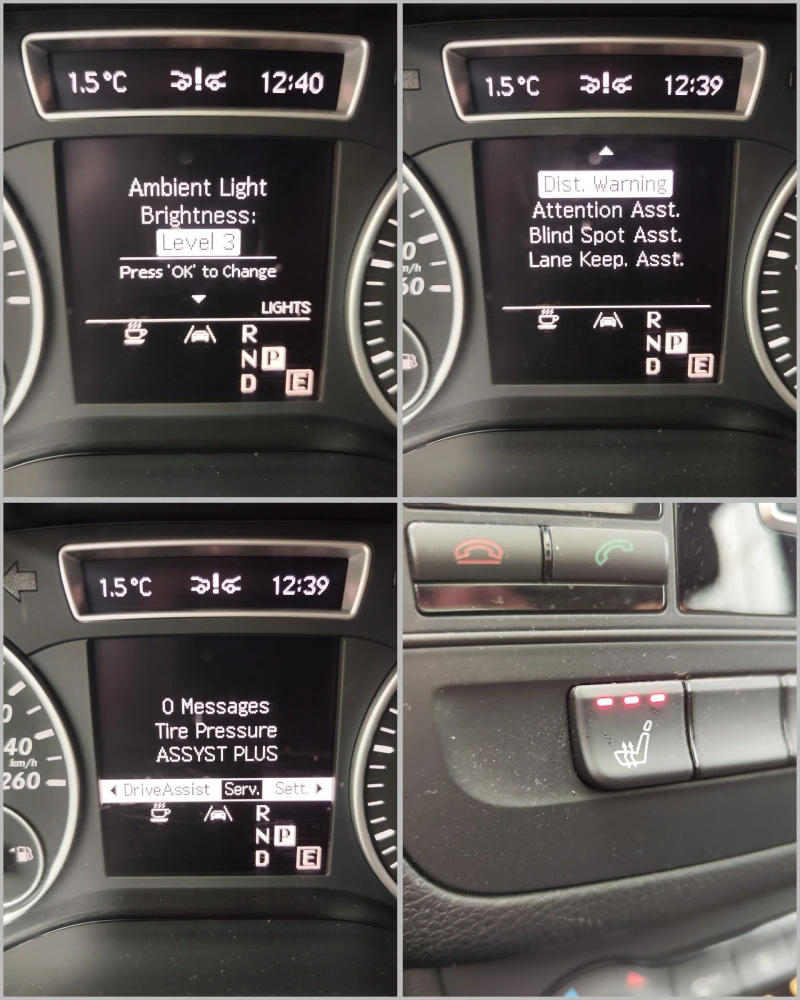 1.5°C 12:40
Ambient Light
Brightness:
Level 3
Press 'OK' to Change
LIGHTS
R
N P
D E
1.5°C 12:39
Dist. Warning
Attention Asst.
Blind Spot Asst.
Lane Keep. Asst.
R
N P
D E
1.5°C 12:39
0 Messages
Tire Pressure
ASSYST PLUS
DriveAssist Serv. Sett.
R
N P
D E
km/h
260